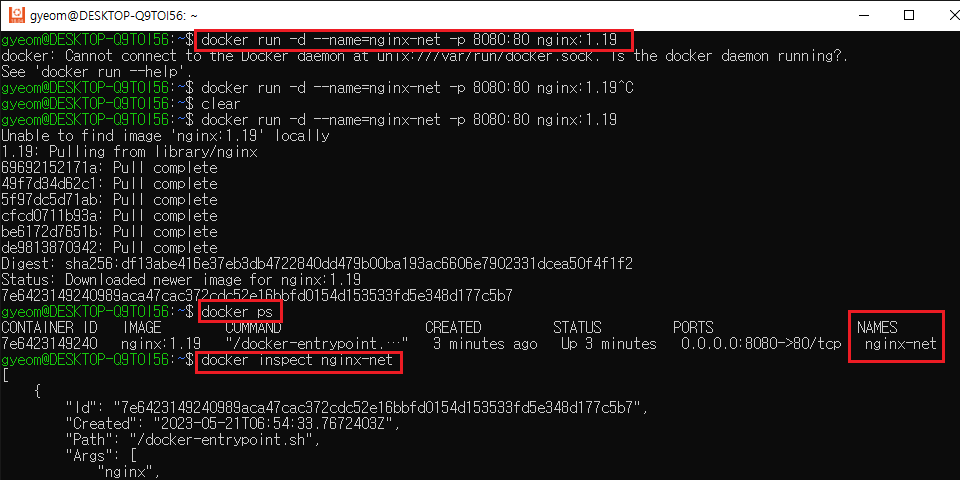 gyeom@DESKTOP-Q9TOI56: ~
gyeom@DESKTOP-Q9TOI56:~$ docker run -d --name=nginx-net -p 8080:80 nginx:1.19
docker: Cannot connect to the Docker daemon at unix:///var/run/docker.sock. Is the docker daemon running?.
See 'docker run --help'.
gyeom@DESKTOP-Q9TOI56:~$ docker run -d --name=nginx-net -p 8080:80 nginx:1.19^C
gyeom@DESKTOP-Q9TOI56:~$ clear
gyeom@DESKTOP-Q9TOI56:~$ docker run -d --name=nginx-net -p 8080:80 nginx:1.19
Unable to find image 'nginx:1.19' locally
1.19: Pulling from library/nginx
69692152171a: Pull complete
49f7d34d62c1: Pull complete
5f97dc5d71ab: Pull complete
cfcd0711b93a: Pull complete
be6172d7651b: Pull complete
de9813870342: Pull complete
Digest: sha256:df13abe416e37eb3db4722840dd479b00ba193ac6606e7902331dcea50f4f1f2
Status: Downloaded newer image for nginx:1.19
7e6423149240989aca47cac372cdc52e16bbfd0154d153533fd5e348d177c5b7
gyeom@DESKTOP-Q9TOI56:~$ docker ps
CONTAINER ID   IMAGE        COMMAND                  CREATED         STATUS         PORTS                  NAMES
7e6423149240   nginx:1.19   "/docker-entrypoint.…"   3 minutes ago   Up 3 minutes   0.0.0.0:8080->80/tcp   nginx-net
gyeom@DESKTOP-Q9TOI56:~$ docker inspect nginx-net
[
    {
        "Id": "7e6423149240989aca47cac372cdc52e16bbfd0154d153533fd5e348d177c5b7",
        "Created": "2023-05-21T06:54:33.7672403Z",
        "Path": "/docker-entrypoint.sh",
        "Args": [
            "nginx",